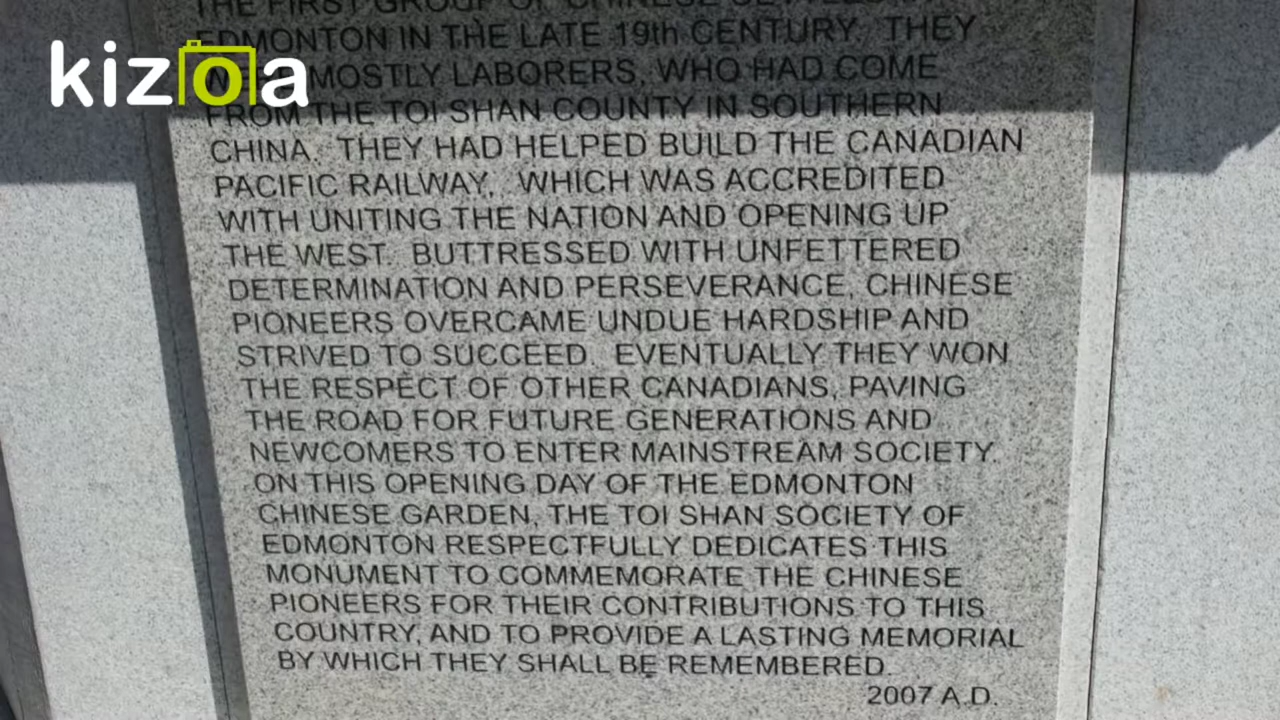 kizoa
THE FIRST GROUP OF CHINESE
EDMONTON IN THE LATE 19th CENTURY. THEY
MOSTLY LABORERS, WHO HAD COME
FROM THE TOI SHAN COUNTY IN SOUTHERN
CHINA. THEY HAD HELPED BUILD THE CANADIAN
PACIFIC RAILWAY, WHICH WAS ACCREDITED
WITH UNITING THE NATION AND OPENING UP
THE WEST. BUTTRESSED WITH UNFETTERED
DETERMINATION AND PERSEVERANCE, CHINESE
PIONEERS OVERCAME UNDUE HARDSHIP AND
STRIVED TO SUCCEED. EVENTUALLY THEY WON
THE RESPECT OF OTHER CANADIANS, PAVING
THE ROAD FOR FUTURE GENERATIONS AND
NEWCOMERS TO ENTER MAINSTREAM SOCIETY.
ON THIS OPENING DAY OF THE EDMONTON
CHINESE GARDEN, THE TOI SHAN SOCIETY OF
EDMONTON RESPECTFULLY DEDICATES THIS
MONUMENT TO COMMEMORATE THE CHINESE
PIONEERS FOR THEIR CONTRIBUTIONS TO THIS
COUNTRY, AND TO PROVIDE A LASTING MEMORIAL
BY WHICH THEY SHALL BE REMEMBERED.
2007 A.D.